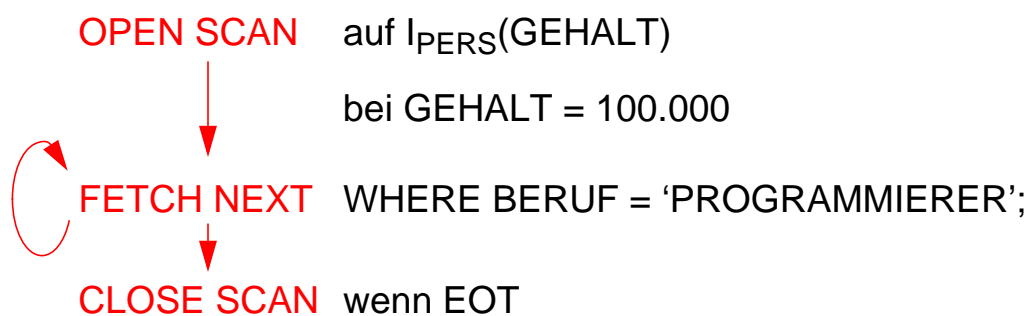 OPEN SCAN auf IPERS(GEHALT)
bei GEHALT = 100.000
FETCH NEXT WHERE BERUF = ‘PROGRAMMIERER’;
CLOSE SCAN wenn EOT